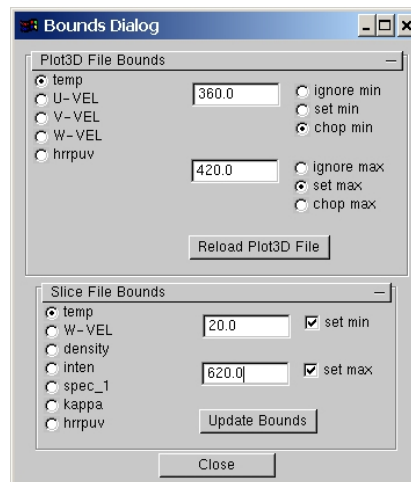 Bounds Dialog
Plot3D File Bounds
temp
U-VEL
V-VEL
W-VEL
hrrpuv
360.0
ignore min
set min
chop min
420.0
ignore max
set max
chop max
Reload Plot3D File
Slice File Bounds
temp
W-VEL
density
inten
spec_1
kappa
hrrpuv
20.0
set min
620.0
set max
Update Bounds
Close